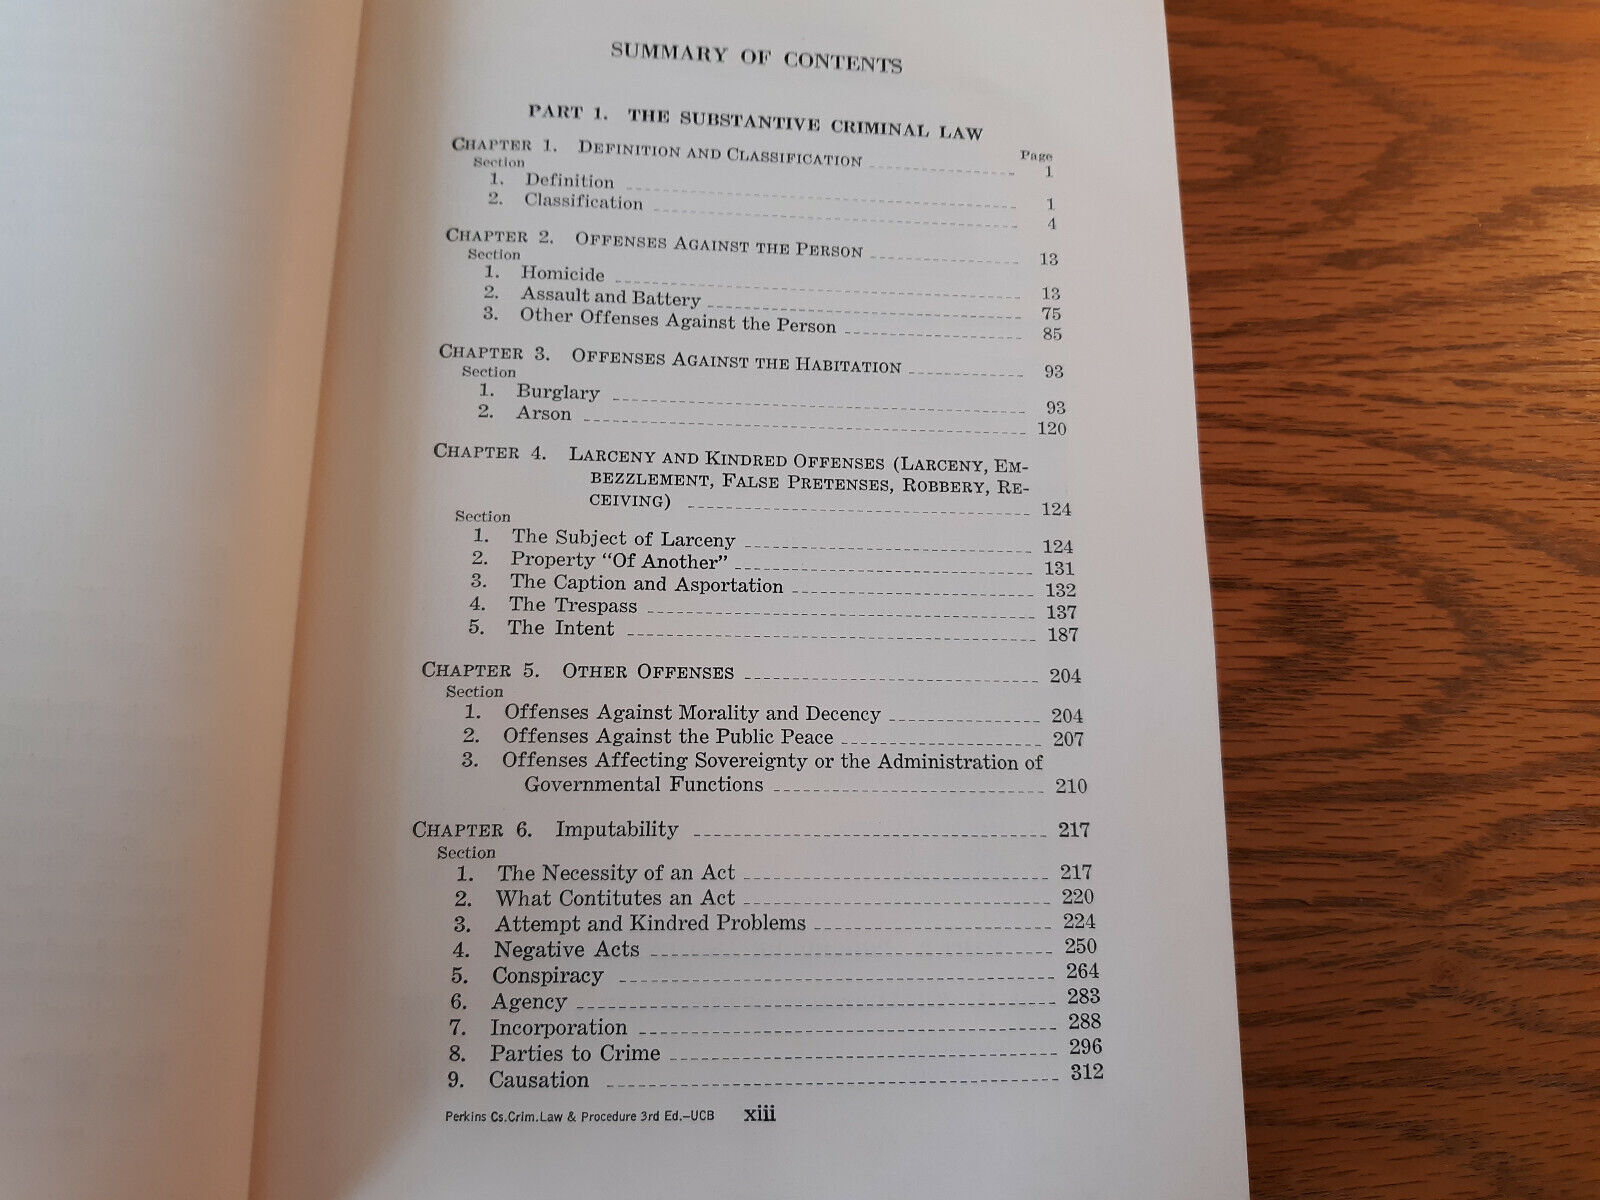 SUMMARY OF CONTENTS
PART 1. THE SUBSTANTIVE CRIMINAL LAW
Page
CHAPTER 1. DEFINITION AND CLASSIFICATION 1
Section
1. Definition 1
2. Classification 4
CHAPTER 2. OFFENSES AGAINST THE PERSON 13
Section
1. Homicide 13
2. Assault and Battery 75
3. Other Offenses Against the Person 85
CHAPTER 3. OFFENSES AGAINST THE HABITATION 93
Section
1. Burglary 93
2. Arson 120
CHAPTER 4. LARCENY AND KINDRED OFFENSES (LARCENY, EM-
BEZZLEMENT, FALSE PRETENSES, ROBBERY, RE-
CEIVING) 124
Section
1. The Subject of Larceny 124
2. Property "Of Another" 131
3. The Caption and Asportation 132
4. The Trespass 137
5. The Intent 187
CHAPTER 5. OTHER OFFENSES 204
Section
1. Offenses Against Morality and Decency 204
2. Offenses Against the Public Peace 207
3. Offenses Affecting Sovereignty or the Administration of
Governmental Functions 210
CHAPTER 6. Imputability 217
Section
1. The Necessity of an Act 217
2. What Contitutes an Act 220
3. Attempt and Kindred Problems 224
4. Negative Acts 250
5. Conspiracy 264
6. Agency 283
7. Incorporation 288
8. Parties to Crime 296
9. Causation 312
Perkins Cs.Crim.Law & Procedure 3rd Ed.–UCB xiii